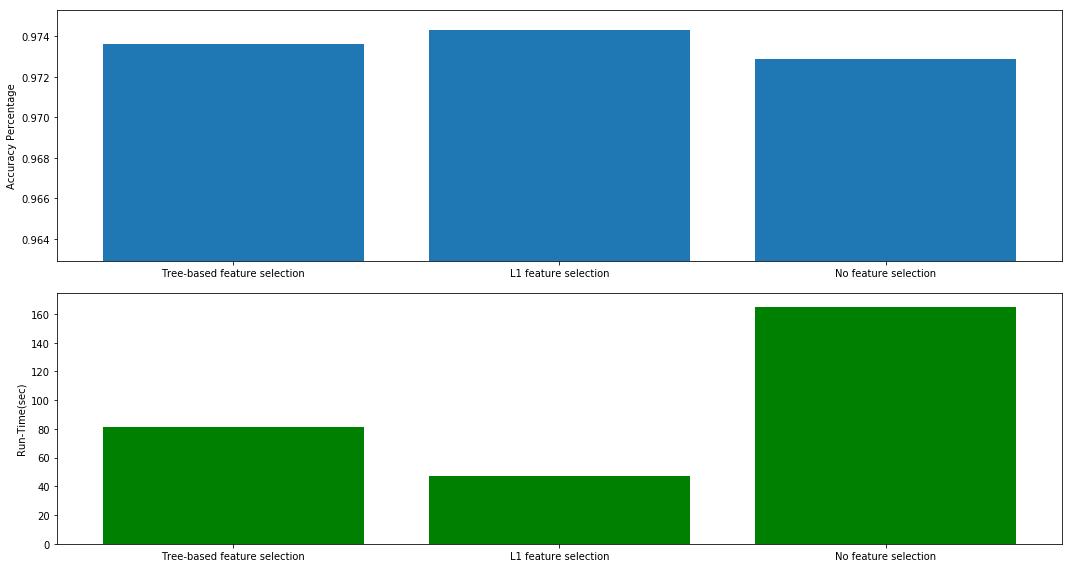 Accuracy Percentage
0.974
0.972
0.970
0.968
0.966
0.964
Tree-based feature selection
L1 feature selection
No feature selection
Run-Time(sec)
160
140
120
100
80
60
40
20
0
Tree-based feature selection
L1 feature selection
No feature selection